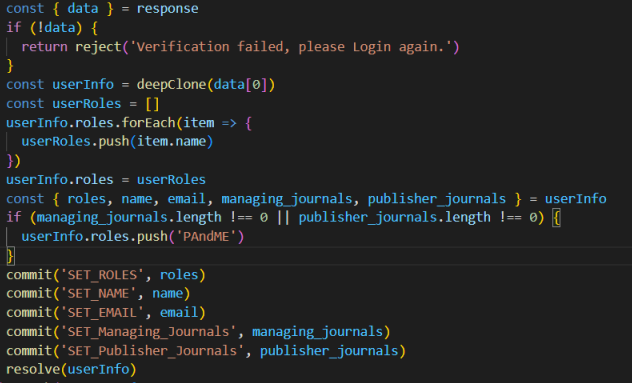 const { data } = response
if (!data) {
return reject('Verification failed, please Login again.')
}
const userInfo = deepClone(data[0])
const userRoles = []
userInfo.roles.forEach(item => {
userRoles.push(item.name)
})
userInfo.roles = userRoles
const { roles, name, email, managing_journals, publisher_journals } = userInfo
if (managing_journals.length !== 0 || publisher_journals.length !== 0) {
userInfo.roles.push('PAndME')
}
commit('SET_ROLES', roles)
commit('SET_NAME', name)
commit('SET_EMAIL', email)
commit('SET_Managing_Journals', managing_journals)
commit('SET_Publisher_Journals', publisher_journals)
resolve(userInfo)